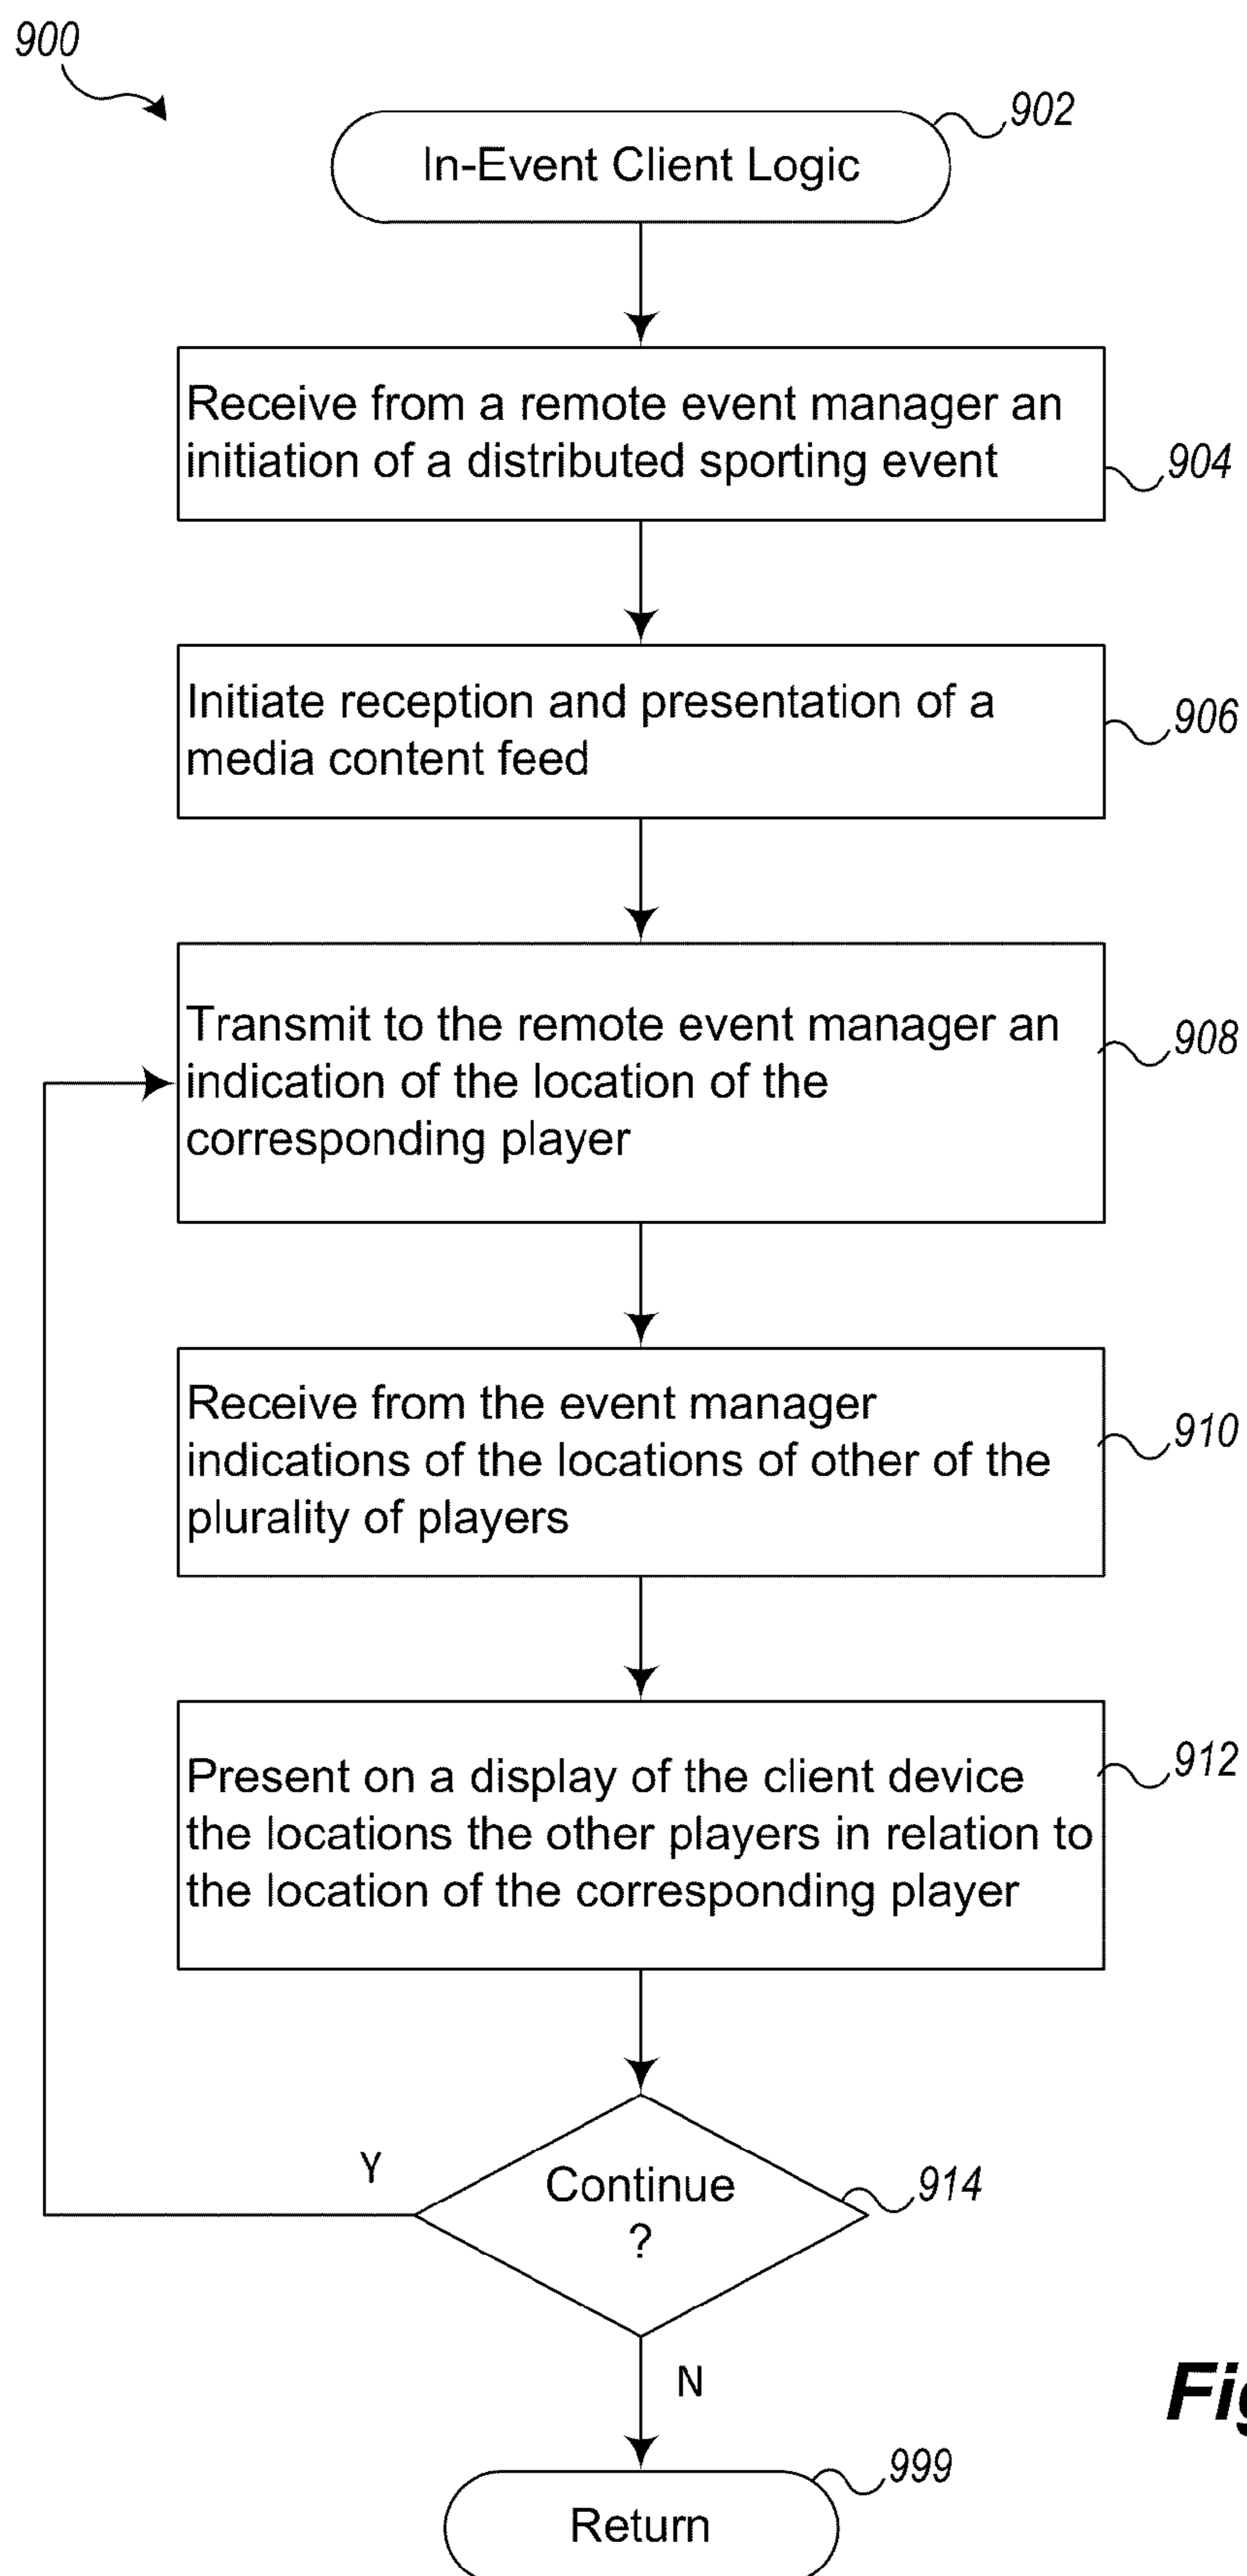 900
902
In-Event Client Logic
Receive from a remote event manager an
initiation of a distributed sporting event
904
Initiate reception and presentation of a
media content feed
906
Transmit to the remote event manager an
indication of the location of the
corresponding player
908
Receive from the event manager
indications of the locations of other of the
plurality of players
910
Present on a display of the client device
the locations the other players in relation to
the location of the corresponding player
912
Y
Continue
?
914
N
999
Return